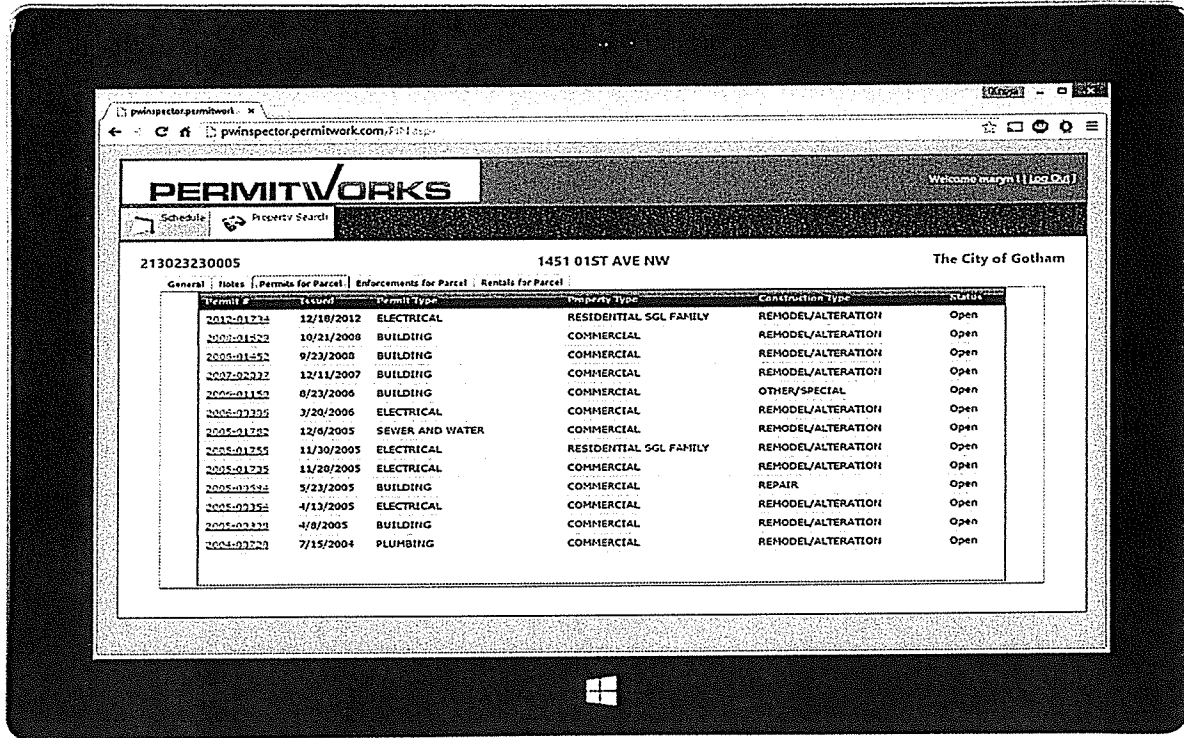 pwinspector.permitwork. ×
pwinspector.permitwork.com
PERMITWORKS
Welcome maryn ! [ Log Out ]
Schedule Property Search
213023230005 1451 01ST AVE NW The City of Gotham
General Notes Permits for Parcel Enforcements for Parcel Rentals for Parcel
Permit # Issued Permit Type Property Type Construction Type Status
2012-01734 12/18/2012 ELECTRICAL RESIDENTIAL SGL FAMILY REMODEL/ALTERATION Open
10/21/2008 BUILDING COMMERCIAL REMODEL/ALTERATION Open
9/23/2008 BUILDING COMMERCIAL REMODEL/ALTERATION Open
12/11/2007 BUILDING COMMERCIAL REMODEL/ALTERATION Open
8/23/2006 BUILDING COMMERCIAL OTHER/SPECIAL Open
3/20/2006 ELECTRICAL COMMERCIAL REMODEL/ALTERATION Open
2005-01782 12/6/2005 SEWER AND WATER COMMERCIAL REMODEL/ALTERATION Open
2005-01755 11/30/2005 ELECTRICAL RESIDENTIAL SGL FAMILY REMODEL/ALTERATION Open
2005-01735 11/28/2005 ELECTRICAL COMMERCIAL REMODEL/ALTERATION Open
5/23/2005 BUILDING COMMERCIAL REPAIR Open
2005-00354 4/13/2005 ELECTRICAL COMMERCIAL REMODEL/ALTERATION Open
4/8/2005 BUILDING COMMERCIAL REMODEL/ALTERATION Open
7/15/2004 PLUMBING COMMERCIAL REMODEL/ALTERATION Open